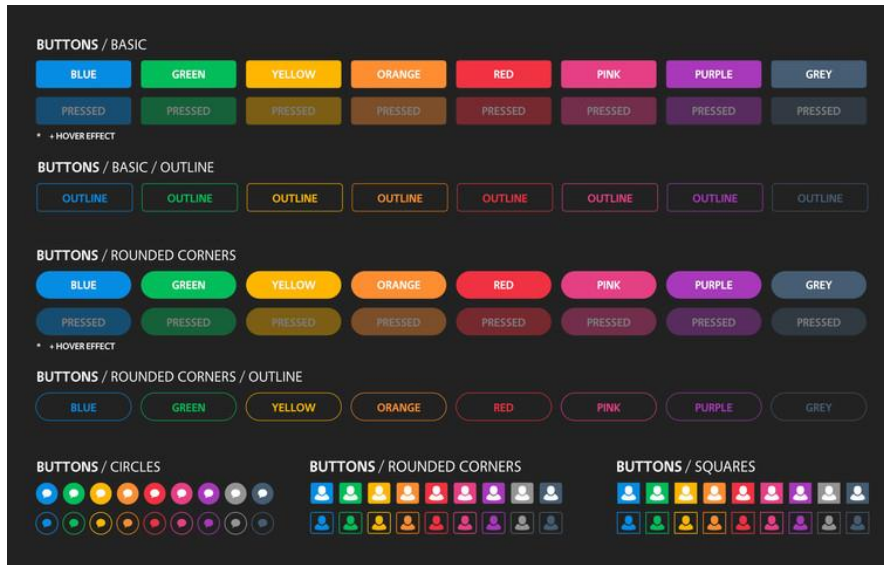 BUTTONS / BASIC
BLUE GREEN YELLOW ORANGE RED PINK PURPLE GREY
PRESSED PRESSED PRESSED PRESSED PRESSED PRESSED PRESSED PRESSED
* + HOVER EFFECT
BUTTONS / BASIC / OUTLINE
OUTLINE OUTLINE OUTLINE OUTLINE OUTLINE OUTLINE OUTLINE OUTLINE
BUTTONS / ROUNDED CORNERS
BLUE GREEN YELLOW ORANGE RED PINK PURPLE GREY
PRESSED PRESSED PRESSED PRESSED PRESSED PRESSED PRESSED PRESSED
* + HOVER EFFECT
BUTTONS / ROUNDED CORNERS / OUTLINE
BLUE GREEN YELLOW ORANGE RED PINK PURPLE GREY
BUTTONS / CIRCLES BUTTONS / ROUNDED CORNERS BUTTONS / SQUARES